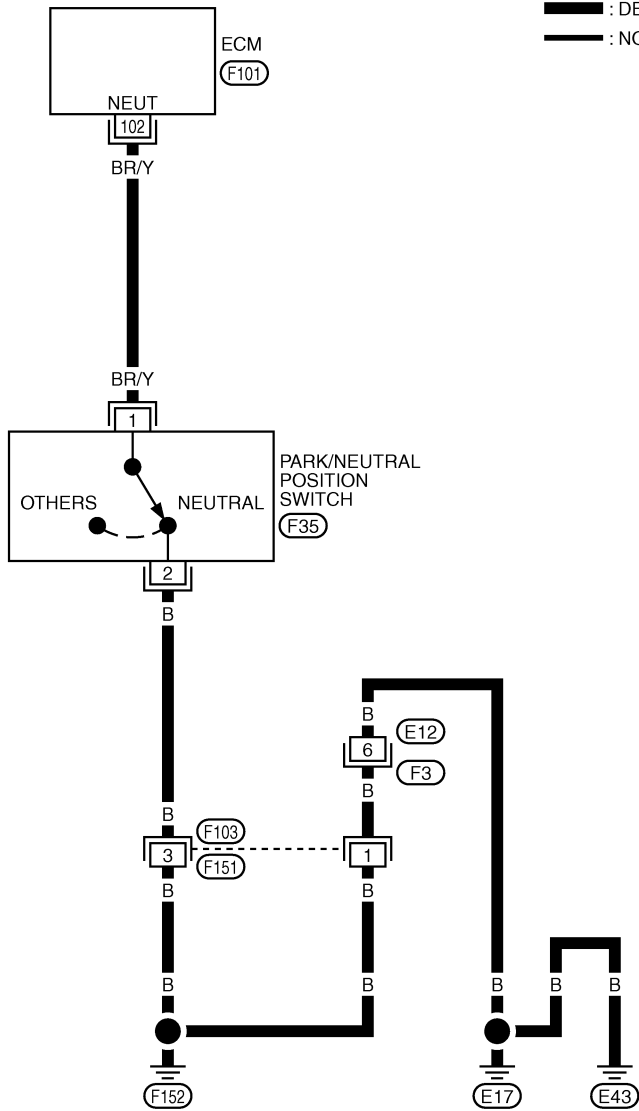 : DE
: NO
ECM
F101
NEUT
102
BR/Y
BR/Y
1
PARK/NEUTRAL
POSITION
SWITCH
OTHERS
NEUTRAL
F35
2
B
B
E12
6
F3
B
B
F103
3
1
F151
B
B
B
B
B
B
B
F152
E17
E43